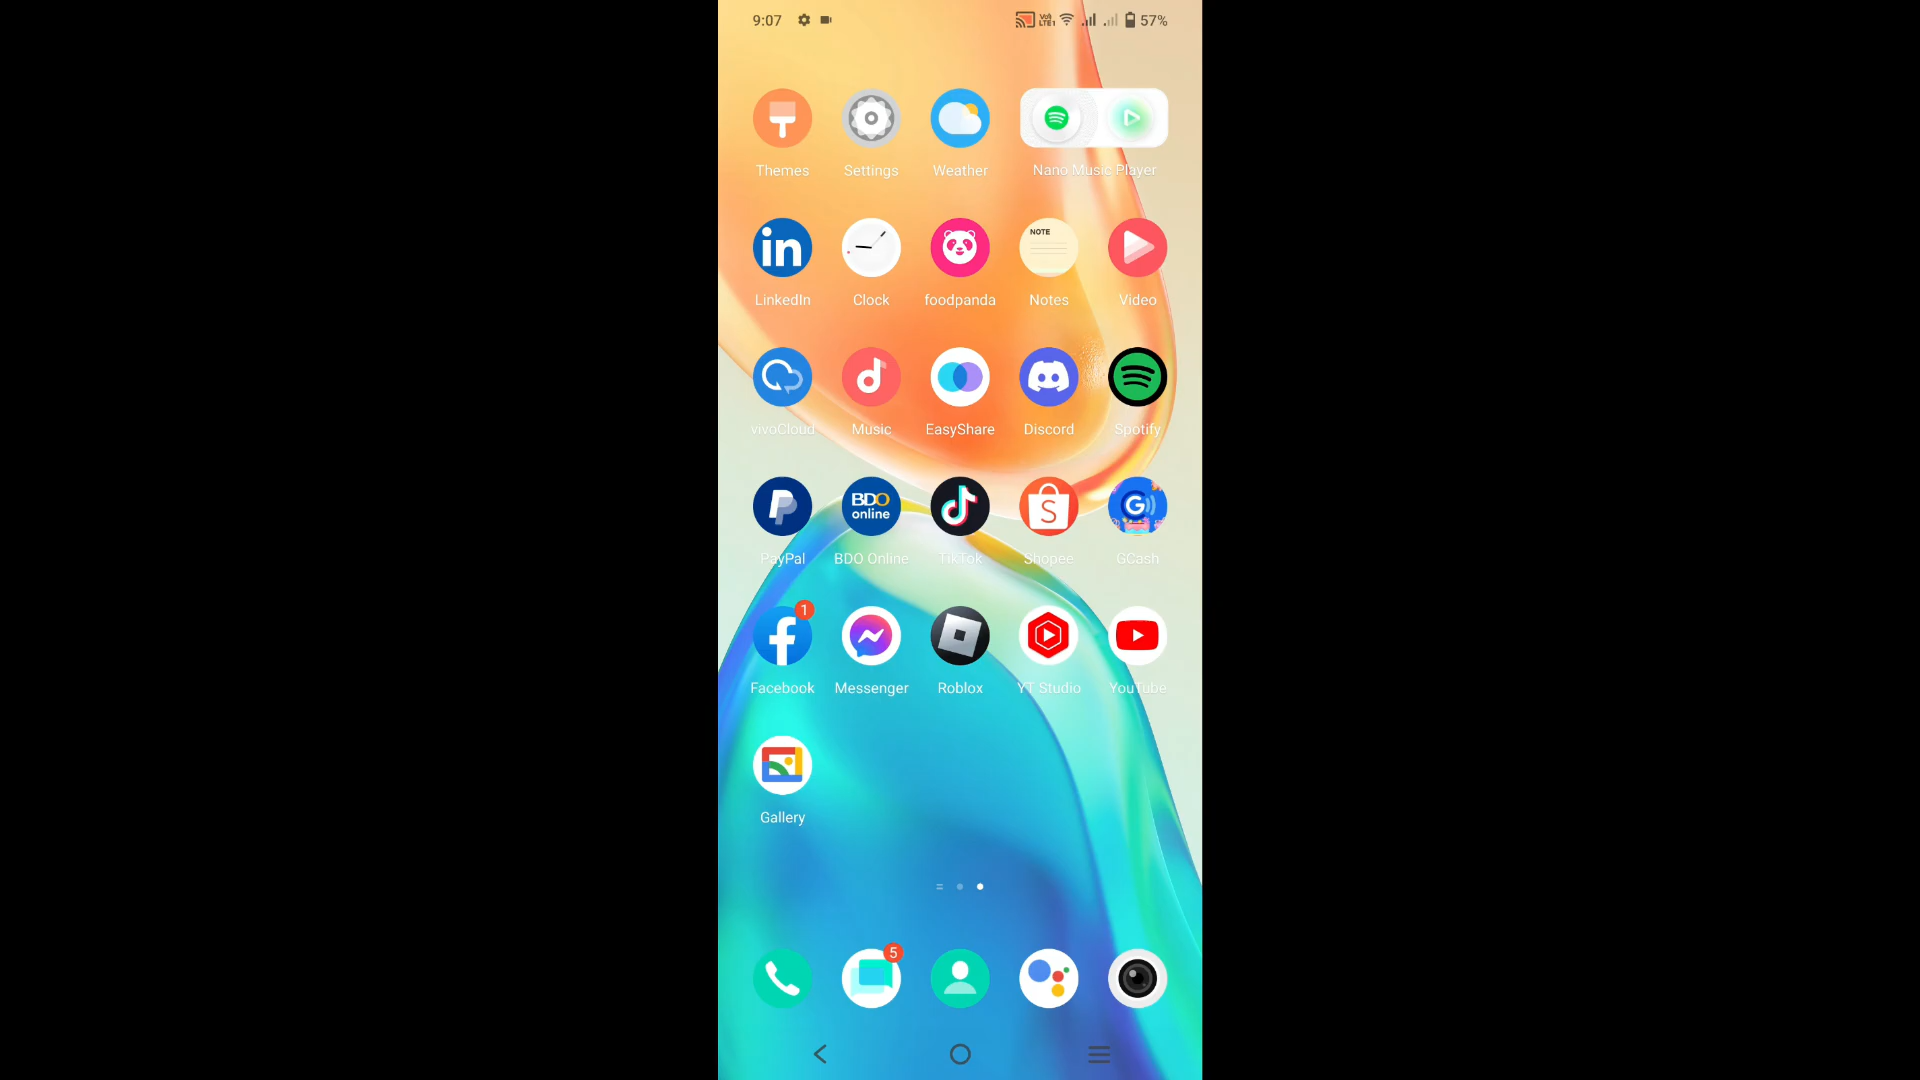 9:07 57%
Themes Settings Weather Nano Music Player
in NOTE
LinkedIn Clock foodpanda Notes Video
vivoCloud Music EasyShare Discord Spotify
BDO
online
PayPal BDO Online TikTok Shopee GCash
1
Facebook Messenger Roblox YT Studio YouTube
Gallery
5